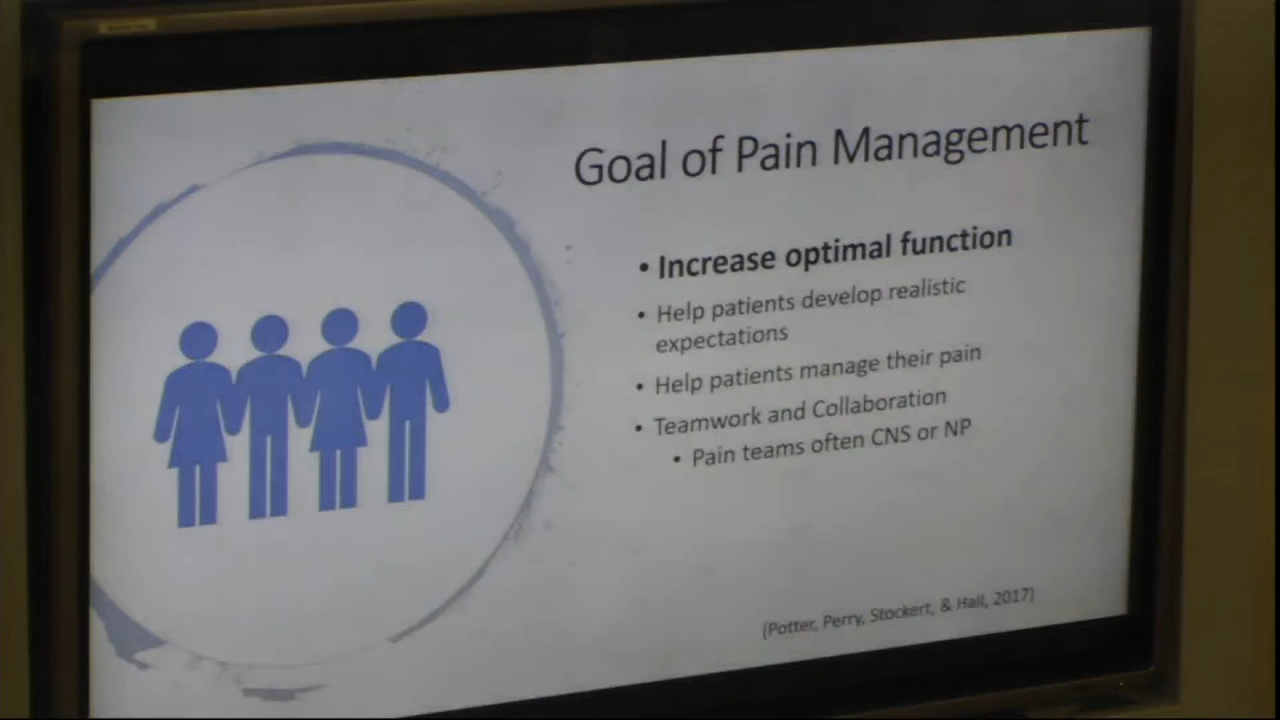 Goal of Pain Management
• Increase optimal function
• Help patients develop realistic
expectations
• Help patients manage their pain
• Teamwork and Collaboration
• Pain teams often CNS or NP
(Potter, Perry, Stockert, & Hall, 2017)